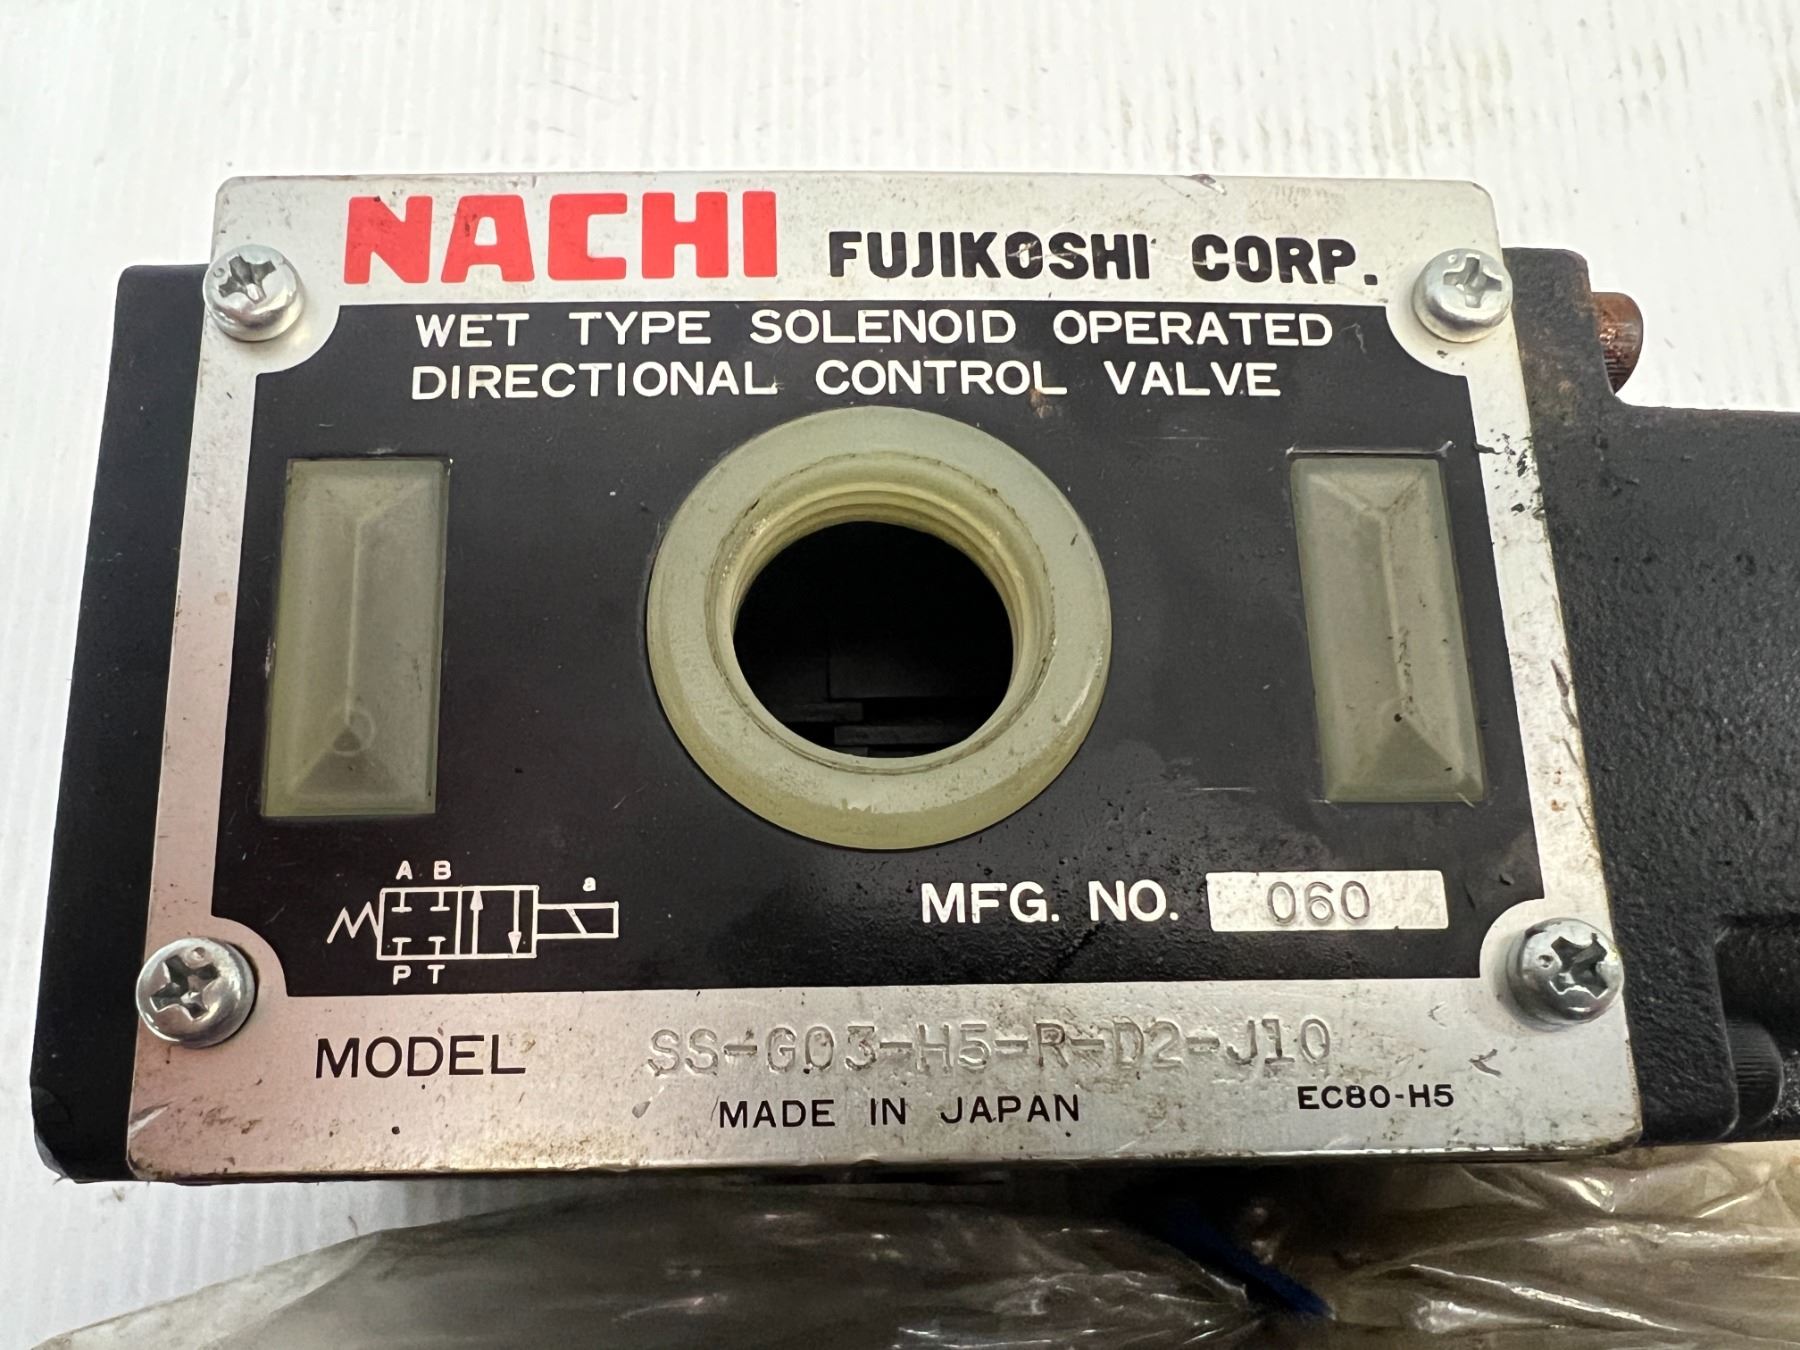 NACHI FUJIKOSHI CORP.
WET TYPE SOLENOID OPERATED
DIRECTIONAL CONTROL VALVE
A B
a
P T
MFG. NO. 060
MODEL SS-G03-H5-R-D2-J10
MADE IN JAPAN
EC80-H5